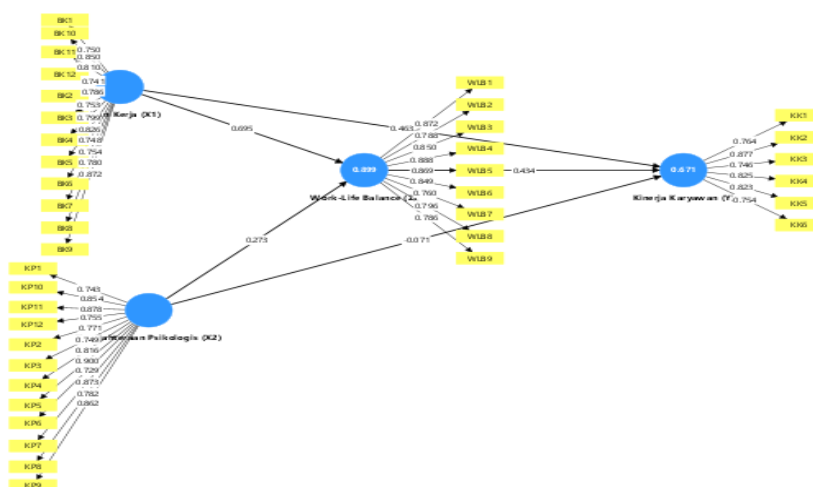 BK1
BK10
BK11
BK12
BK2
BK3
BK4
BK5
BK6
BK7
BK8
BK9
0.750
0.850
0.810
0.741
0.786
0.753
0.799
0.826
0.748
0.754
0.780
0.872
Kerja (X1)
0.695
0.463
WLB1
WLB2
WLB3
WLB4
WLB5
WLB6
WLB7
WLB8
WLB9
0.872
0.788
0.850
0.888
0.869
0.849
0.760
0.796
0.786
0.899
Work-Life Balance
0.434
KK1
KK2
KK3
KK4
KK5
KK6
0.764
0.877
0.746
0.825
0.823
0.754
0.671
Kinerja Karyawan (Y
0.273
-0.071
KP1
KP10
KP11
KP12
KP2
KP3
KP4
KP5
KP6
KP7
KP8
KP9
0.743
0.854
0.878
0.755
0.771
0.749
0.816
0.900
0.729
0.873
0.782
0.862
Psikologis (X2)